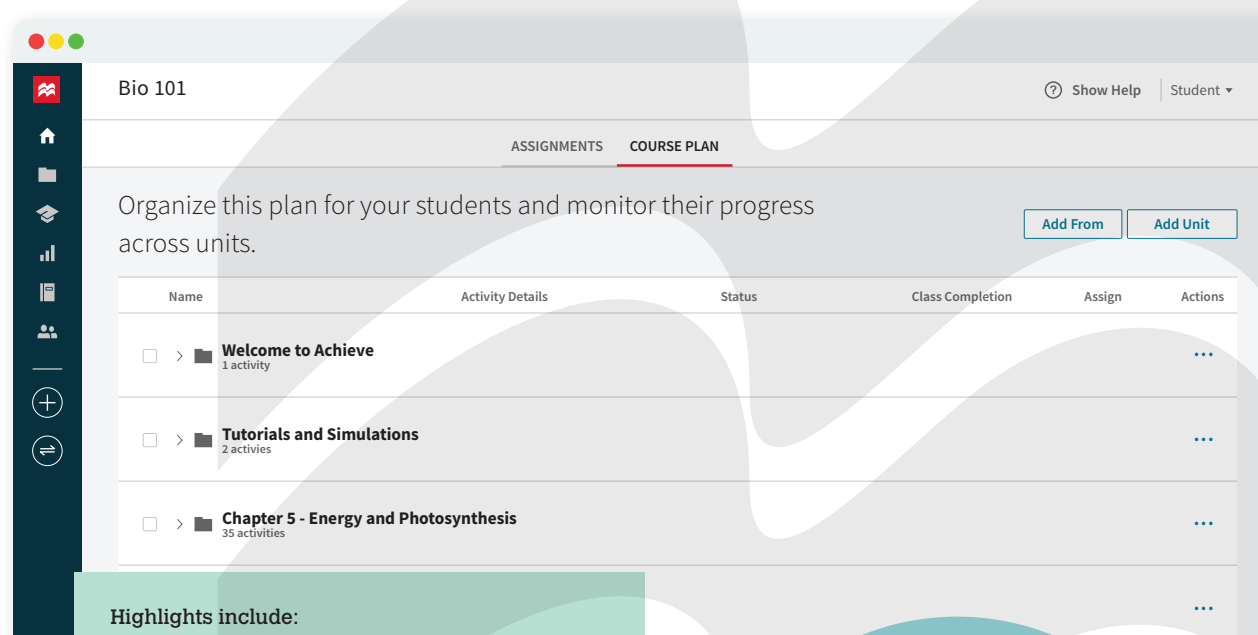 Bio 101
Show Help
Student
ASSIGNMENTS
COURSE PLAN
Organize this plan for your students and monitor their progress
across units.
Add From
Add Unit
Name
Activity Details
Status
Class Completion
Assign
Actions
Welcome to Achieve
1 activity
Tutorials and Simulations
2 activies
Chapter 5 - Energy and Photosynthesis
35 activities
Highlights include: